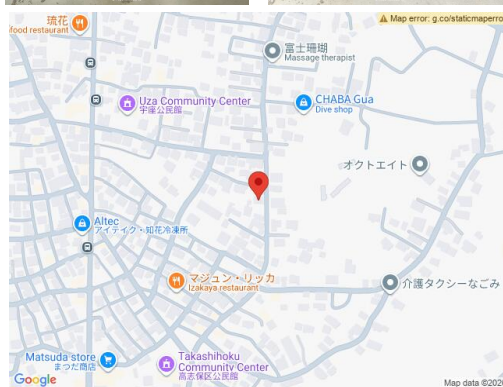 琉花
food restaurant
Map error: g.co/staticmaperro
富士珊瑚
Massage therapist
Uza Community Center
宇座公民館
CHABA Gua
Dive shop
オクトエイト
Altec
アイテイク・知花冷凍所
マジュン・リッカ
Izakaya restaurant
介護タクシーなごみ
Matsuda store
まつだ商店
Takashihoku
Community Center
高志保区公民館
Google
Map data ©202